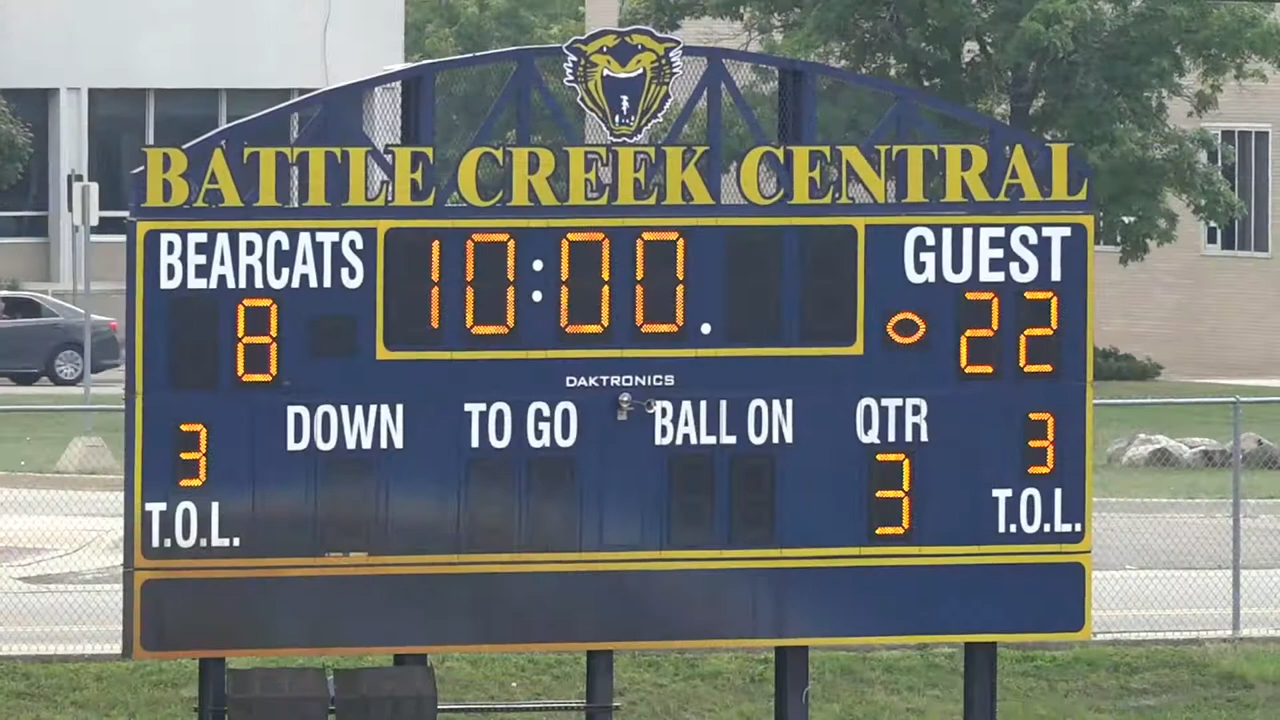 BATTLE CREEK CENTRAL
BEARCATS 10:00. GUEST
8 22
DAKTRONICS
DOWN TO GO BALL ON QTR
3 3 3
T.O.L. T.O.L.